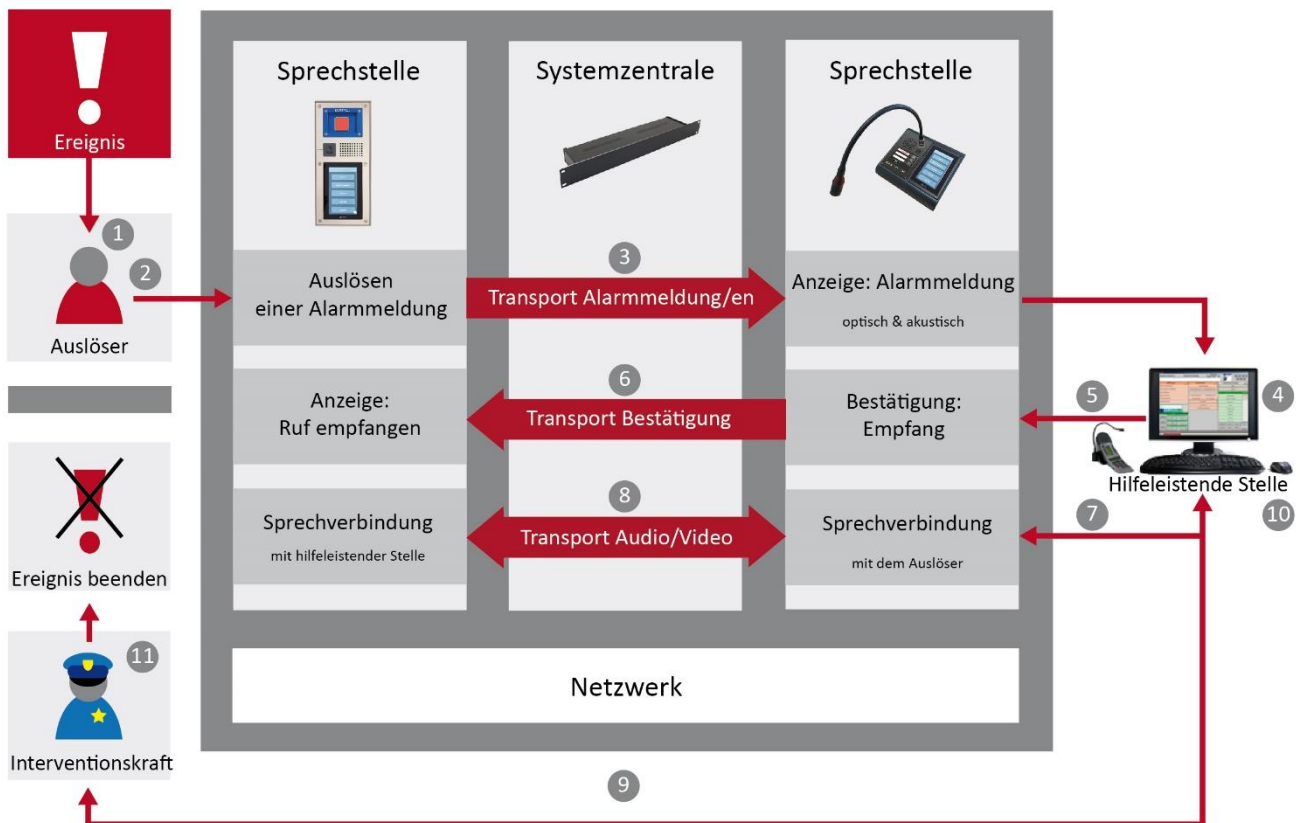 Ereignis
1
2
Auslöser
Ereignis beenden
11
Interventionskraft
Sprechstelle
Systemzentrale
Sprechstelle
Auslösen
einer Alarmmeldung
3
Transport Alarmmeldung/en
Anzeige: Alarmmeldung
optisch & akustisch
Anzeige:
Ruf empfangen
6
Transport Bestätigung
Bestätigung:
Empfang
5
4
Hilfeleistende Stelle
10
Sprechverbindung
mit hilfeleistender Stelle
8
Transport Audio/Video
Sprechverbindung
mit dem Auslöser
7
Netzwerk
9